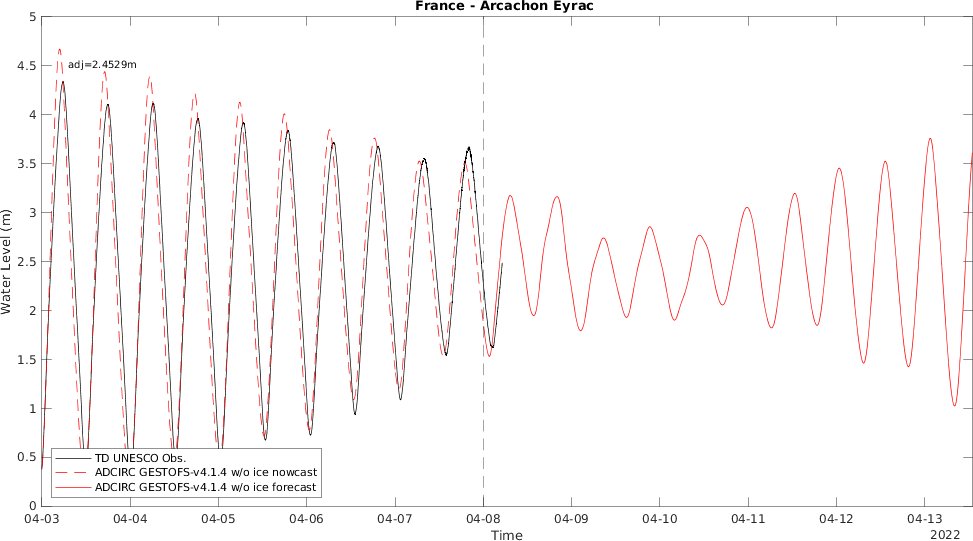 France - Arcachon Eyrac
adj=2.4529m
Water Level (m)
5
4.5
4
3.5
3
2.5
2
1.5
1
0.5
0
TD UNESCO Obs.
ADCIRC GESTOFS-v4.1.4 w/o ice nowcast
ADCIRC GESTOFS-v4.1.4 w/o ice forecast
04-03 04-04 04-05 04-06 04-07 04-08 04-09 04-10 04-11 04-12 04-13
Time
2022